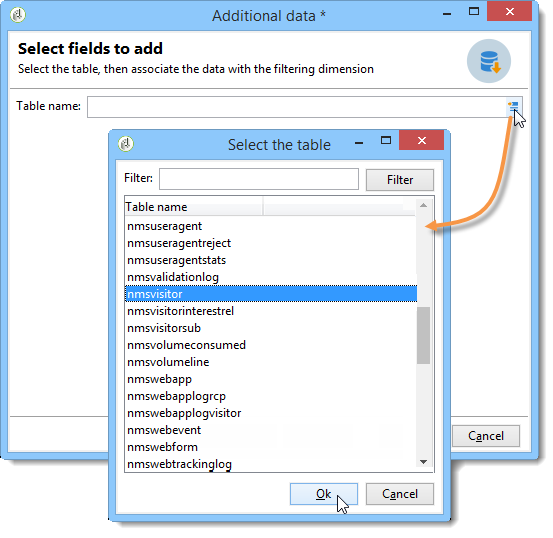 Additional data *
Select fields to add
Select the table, then associate the data with the filtering dimension
Table name:
Select the table
Filter:
Filter
Table name
nmsuseragent
nmsuseragentreject
nmsuseragentstats
nmsvalidationlog
nmsvisitor
nmsvisitorinterestrel
nmsvisitorsub
nmsvolumeconsumed
nmsvolumeline
nmswebapp
nmswebapplogrcp
nmswebapplogvisitor
nmswebevent
nmswebform
nmswebtrackinglog
Ok
Cancel
Cancel